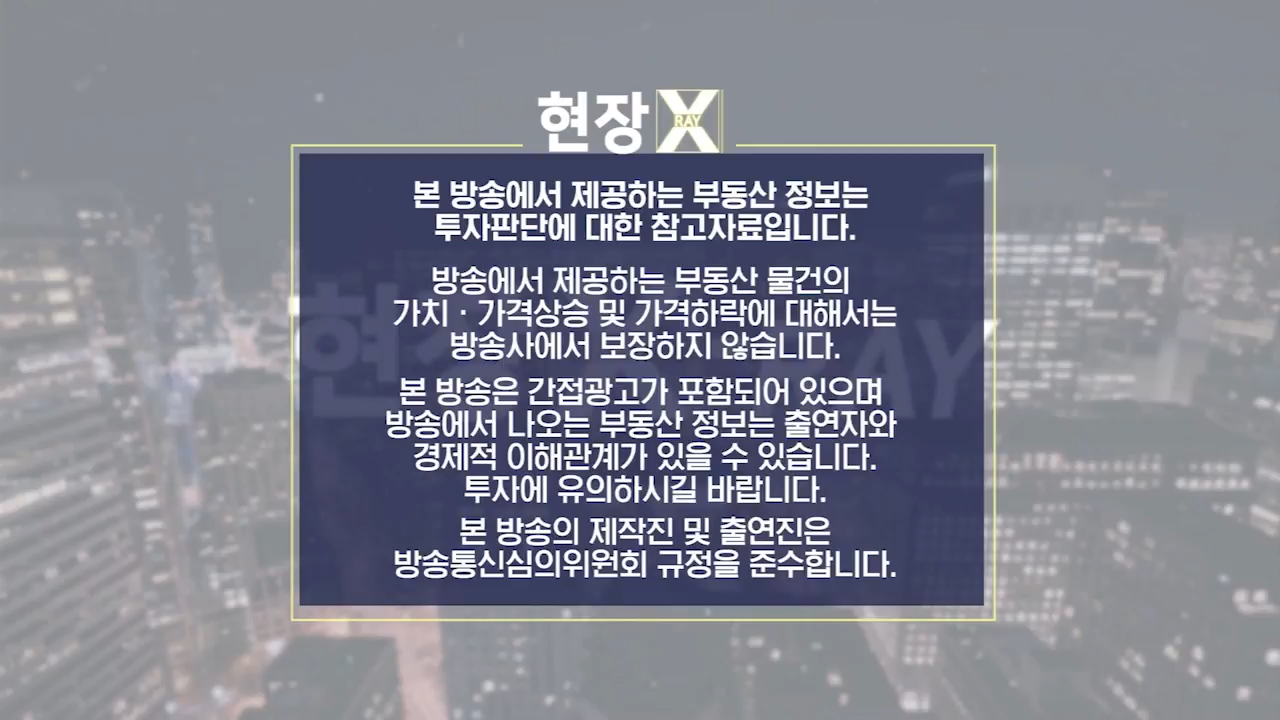 현장X
RAY
본 방송에서 제공하는 부동산 정보는
투자판단에 대한 참고자료입니다.
방송에서 제공하는 부동산 물건의
가치·가격상승 및 가격하락에 대해서는
방송사에서 보장하지 않습니다.
본 방송은 간접광고가 포함되어 있으며
방송에서 나오는 부동산 정보는 출연자와
경제적 이해관계가 있을 수 있습니다.
투자에 유의하시길 바랍니다.
본 방송의 제작진 및 출연진은
방송통신심의위원회 규정을 준수합니다.